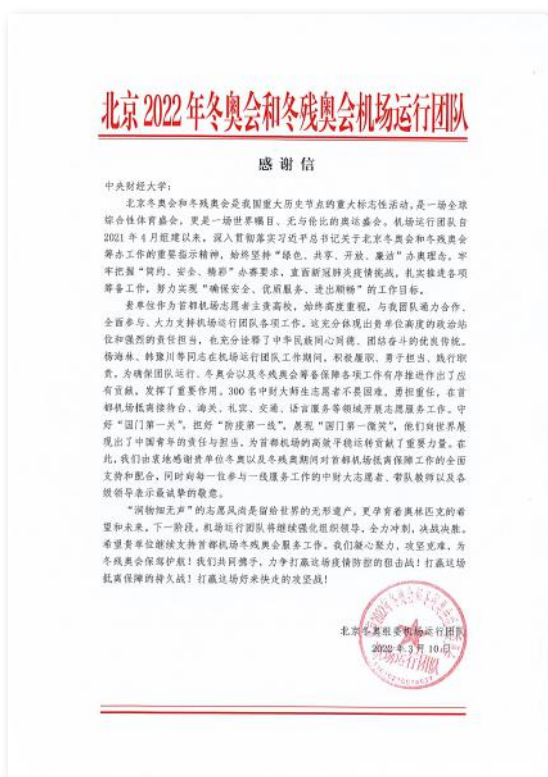 北京2022年冬奥会和冬残奥会机场运行团队
感谢信
中央财经大学：
北京冬奥会和冬残奥会是我国重大历史节点的重大标志性活动，是一场全球
综合性体育盛会，更是一场世界瞩目、无与伦比的奥运盛会。机场运行团队自
2021年4月组建以来，深入贯彻落实习近平总书记关于北京冬奥会和冬残奥会
筹办工作的重要指示精神，始终坚持“绿色、共享、开放、廉洁”办奥理念，牢
牢把握“简约、安全、精彩”办赛要求，直面新冠肺炎疫情挑战，扎实推进各项
筹备工作，努力实现“确保安全、优质服务、进出顺畅”的工作目标。
贵单位作为首都机场志愿者主责高校，始终高度重视，与我团队通力合作、
全面参与、大力支持机场运行团队各项工作。这充分体现出贵单位高度的政治站
位和强烈的责任担当，也充分诠释了中华民族同心同德、团结奋斗的优良传统。
杨海林、韩豫川等同志在机场运行团队工作期间，积极履职、勇于担当、践行职
责，为确保团队运行、冬奥会以及冬残奥会筹备保障各项工作有序推进作出了应
有贡献，发挥了重要作用。300名中财大师生志愿者不畏困难，勇担重任，在首
都机场抵离接待台、海关、礼宾、交通、语言服务等领域开展志愿服务工作。守
好“国门第一关”，担好“防疫第一线”，展现“国门第一微笑”，他们向世界展
现出了中国青年的责任与担当，为首都机场的高效平稳运转贡献了重要力量。在
此，我们由衷地感谢贵单位冬奥以及冬残奥期间对首都机场抵离保障工作的全面
支持和配合，同时向每一位参与一线服务工作的中财大志愿者、带队教师以及各
级领导表示最诚挚的敬意。
“润物细无声”的志愿风尚是留给世界的无形遗产，更孕育着奥林匹克的希
望和未来。下一阶段，机场运行团队将继续强化组织领导，全力冲刺，决战决胜。
希望贵单位继续支持首都机场冬残奥会服务工作。我们凝心聚力，攻坚克难，为
冬残奥会保驾护航！我们共同携手，力争打赢这场疫情防控的狙击战！打赢这场
抵离保障的持久战！打赢这场好来快走的攻坚战！
北京冬奥组委机场运行团队
2022年3月10日